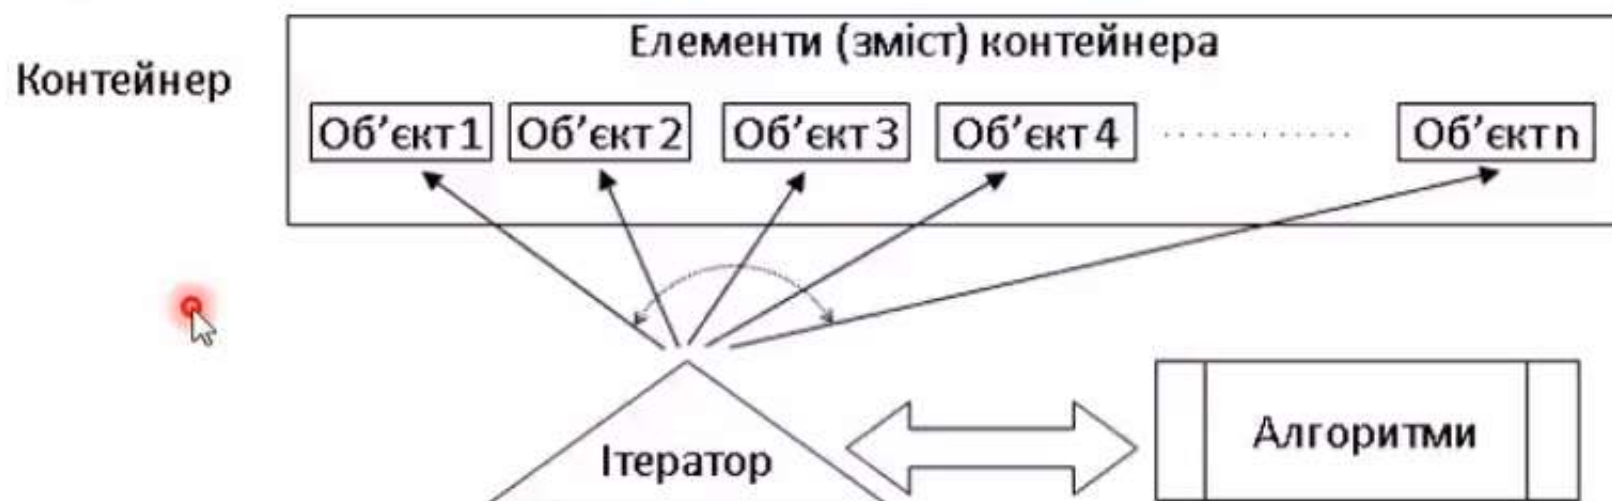 Елементи (зміст) контейнера
Контейнер
Об’єкт 1 Об’єкт 2 Об’єкт 3 Об’єкт 4 ........... Об’єкт n
Ітератор
Алгоритми